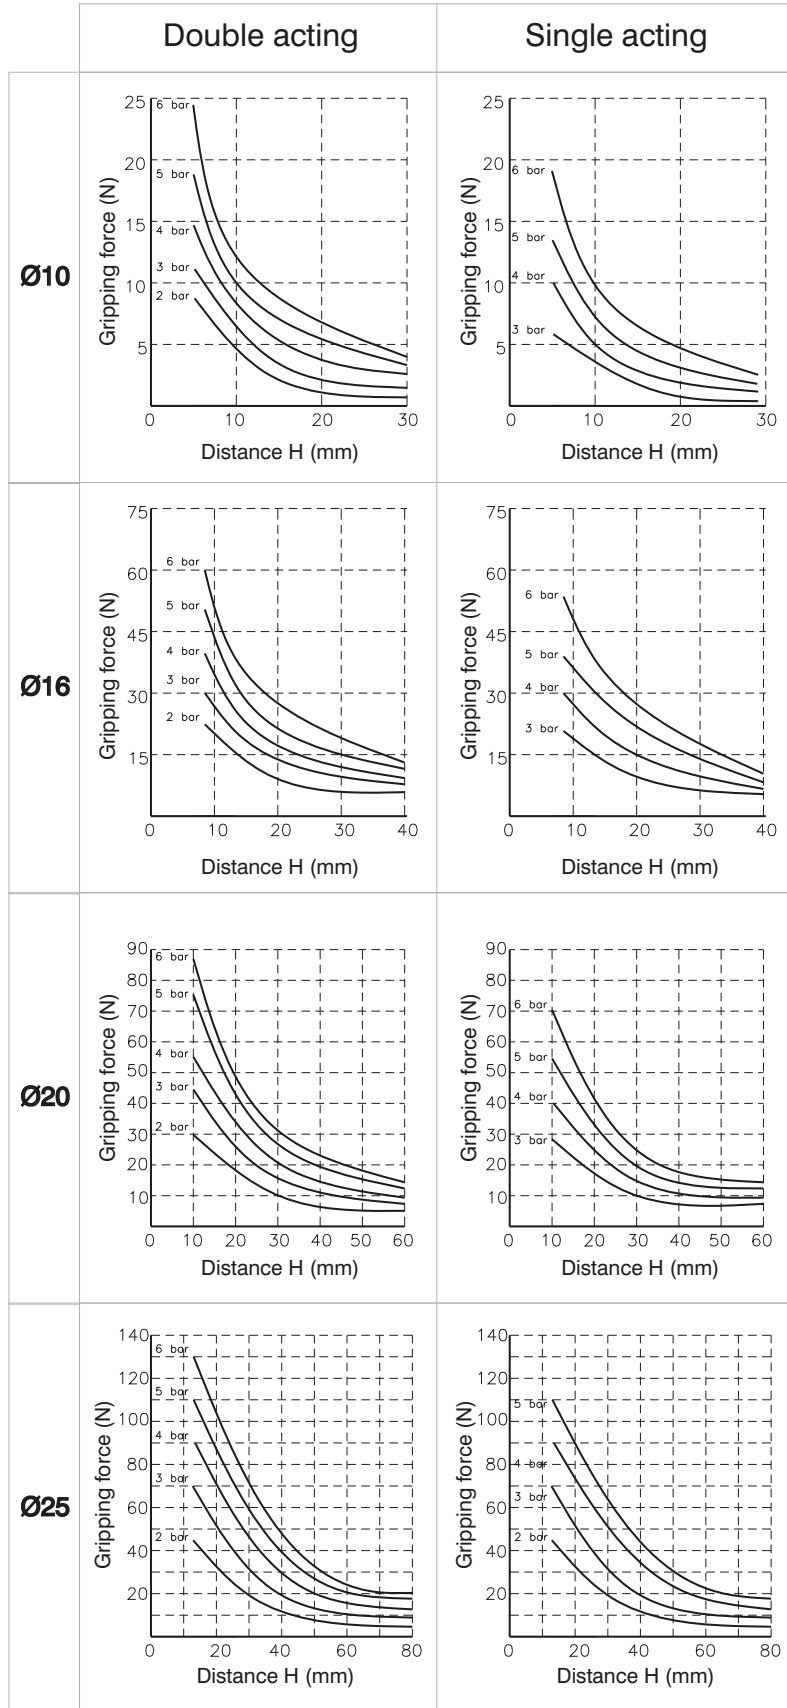 Double acting
Single acting
Ø10
25
20
15
10
5
6 bar
5 bar
4 bar
3 bar
2 bar
Gripping force (N)
0 10 20 30
Distance H (mm)
25
20
15
10
5
6 bar
5 bar
4 bar
3 bar
Gripping force (N)
0 10 20 30
Distance H (mm)
Ø16
75
60
45
30
15
6 bar
5 bar
4 bar
3 bar
2 bar
Gripping force (N)
0 10 20 30 40
Distance H (mm)
75
60
45
30
15
6 bar
5 bar
4 bar
3 bar
Gripping force (N)
0 10 20 30 40
Distance H (mm)
Ø20
90
80
70
60
50
40
30
20
10
6 bar
5 bar
4 bar
3 bar
2 bar
Gripping force (N)
0 10 20 30 40 50 60
Distance H (mm)
90
80
70
60
50
40
30
20
10
6 bar
5 bar
4 bar
3 bar
Gripping force (N)
0 10 20 30 40 50 60
Distance H (mm)
Ø25
140
120
100
80
60
40
20
6 bar
5 bar
4 bar
3 bar
2 bar
Gripping force (N)
0 20 40 60 80
Distance H (mm)
140
120
100
80
60
40
20
5 bar
4 bar
3 bar
2 bar
Gripping force (N)
0 20 40 60 80
Distance H (mm)